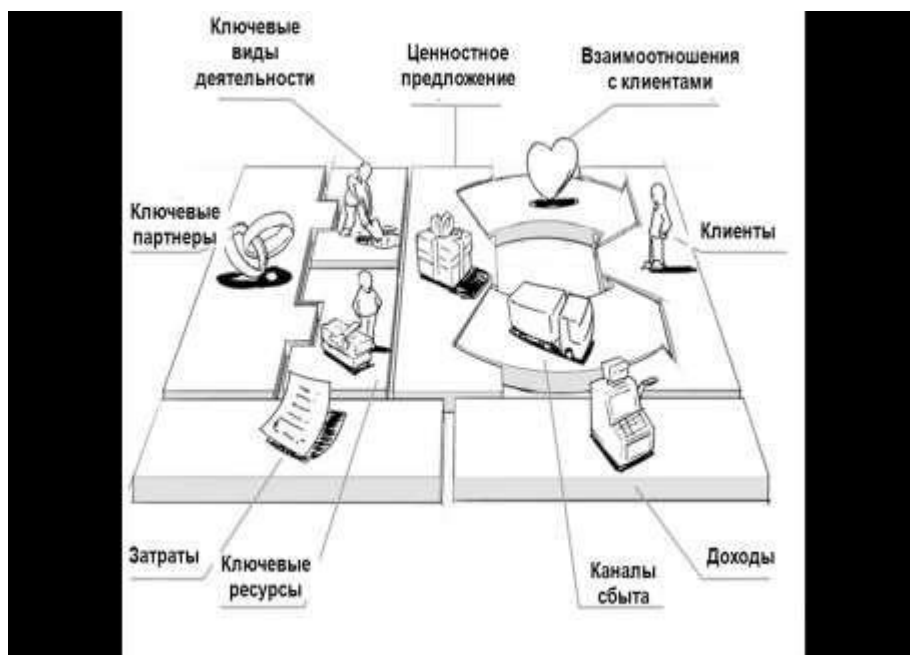 Ключевые
виды
деятельности
Ценностное
предложение
Взаимоотношения
с клиентами
Ключевые
партнеры
Клиенты
Затраты
Ключевые
ресурсы
Каналы
сбыта
Доходы